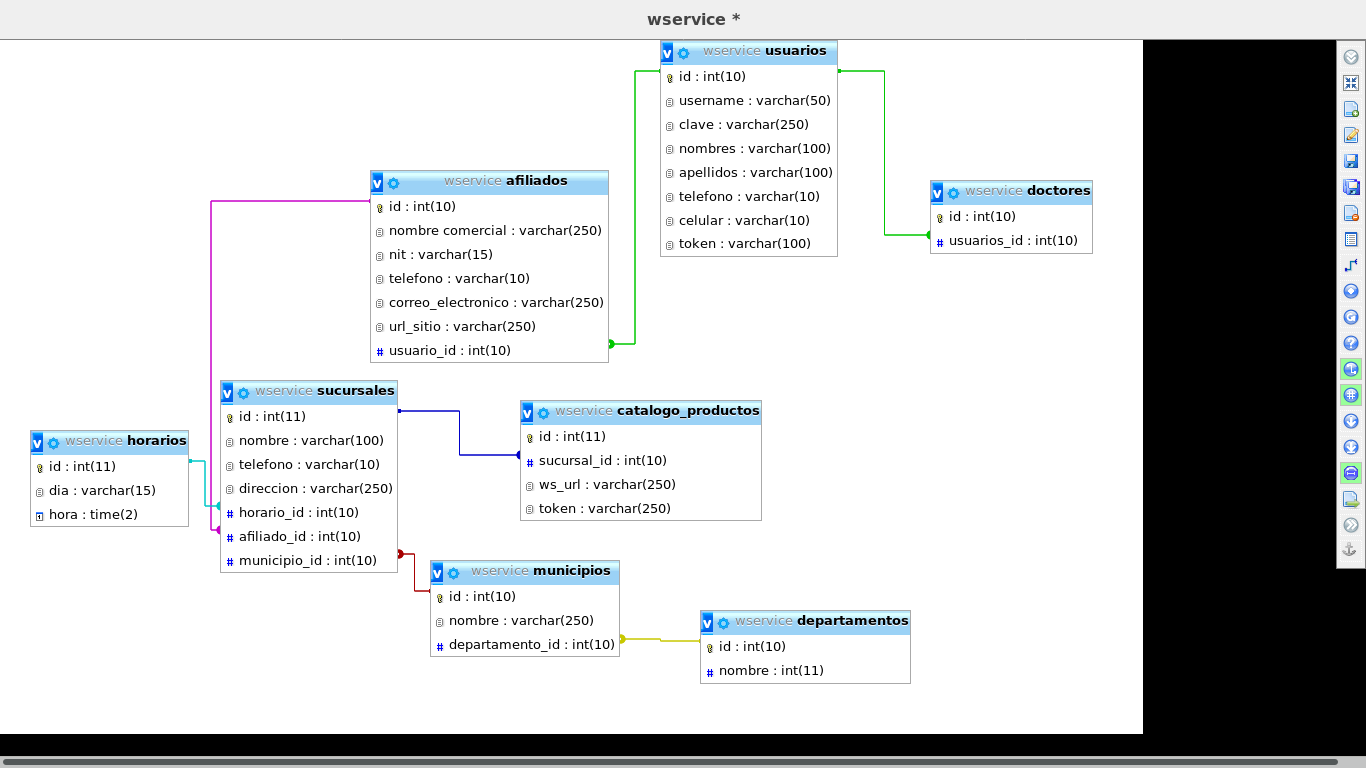 wservice *
wservice usuarios
id : int(10)
username : varchar(50)
clave : varchar(250)
nombres : varchar(100)
apellidos : varchar(100)
telefono : varchar(10)
celular : varchar(10)
token : varchar(100)
wservice afiliados
id : int(10)
nombre comercial : varchar(250)
nit : varchar(15)
telefono : varchar(10)
correo_electronico : varchar(250)
url_sitio : varchar(250)
usuario_id : int(10)
wservice doctores
id : int(10)
usuarios_id : int(10)
wservice sucursales
id : int(11)
nombre : varchar(100)
telefono : varchar(10)
direccion : varchar(250)
horario_id : int(10)
afiliado_id : int(10)
municipio_id : int(10)
wservice catalogo_productos
id : int(11)
sucursal_id : int(10)
ws_url : varchar(250)
token : varchar(250)
wservice horarios
id : int(11)
dia : varchar(15)
hora : time(2)
wservice municipios
id : int(10)
nombre : varchar(250)
departamento_id : int(10)
wservice departamentos
id : int(10)
nombre : int(11)